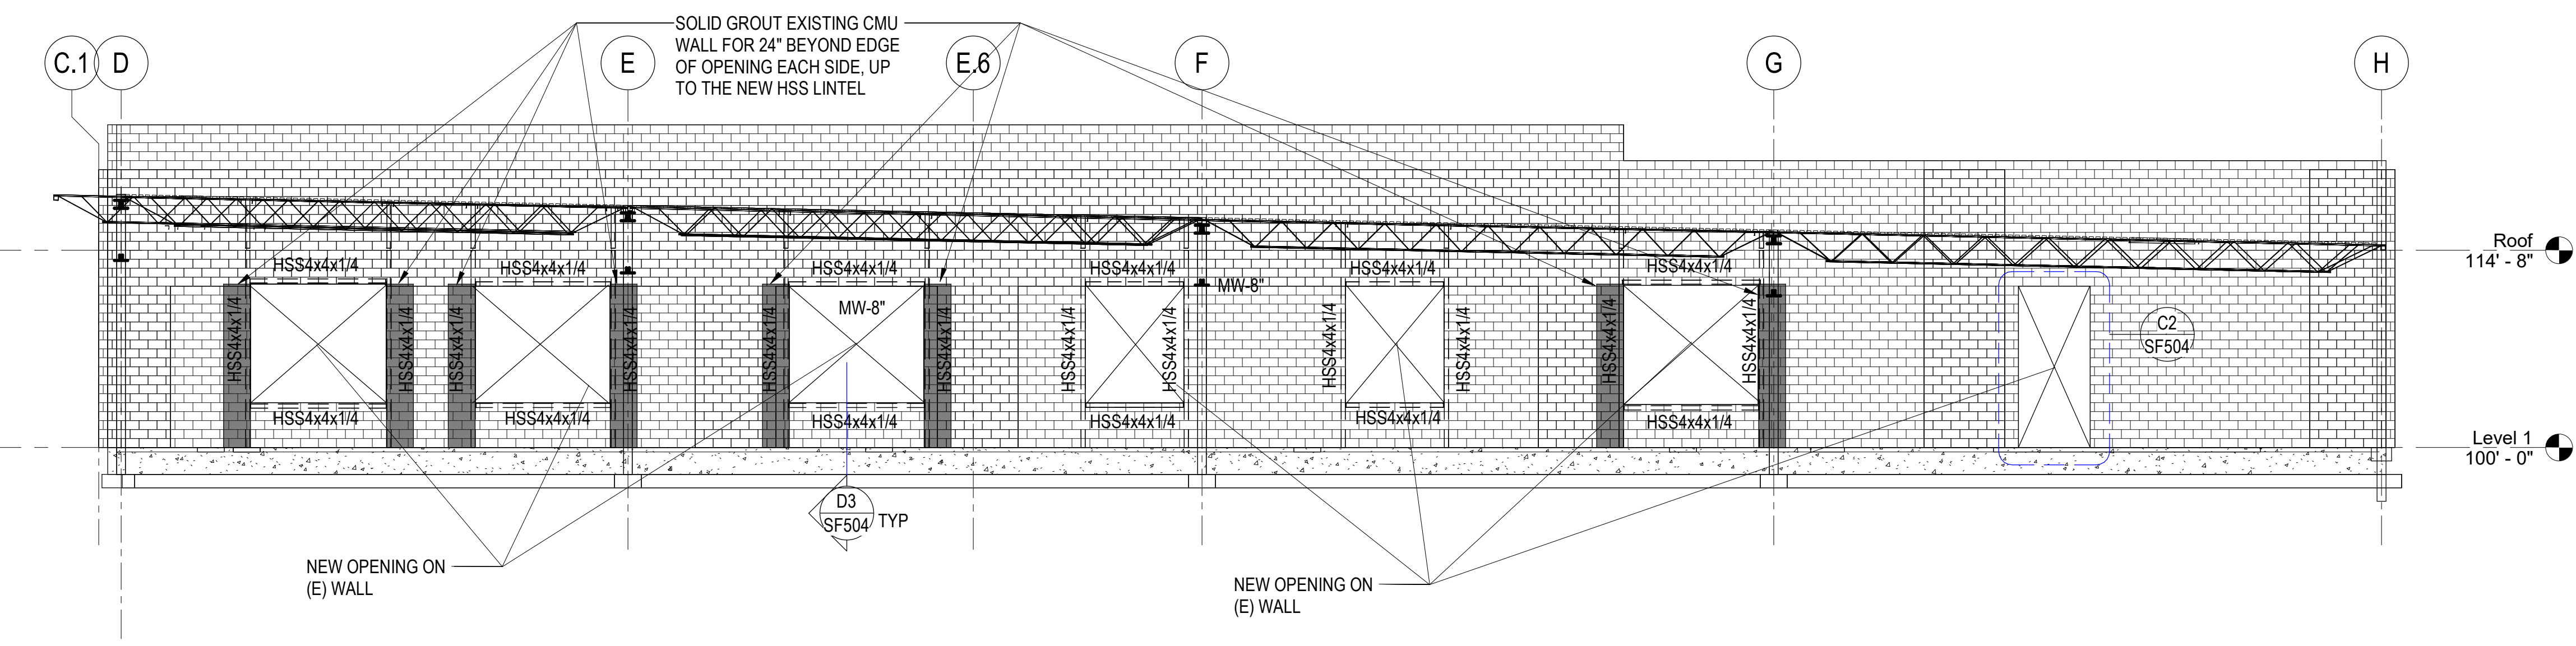 SOLID GROUT EXISTING CMU
WALL FOR 24" BEYOND EDGE
OF OPENING EACH SIDE, UP
TO THE NEW HSS LINTEL
C.1
D
E
E.6
F
G
H
Roof
114' - 8"
HSS4x4x1/4
HSS4x4x1/4
HSS4x4x1/4
HSS4x4x1/4
HSS4x4x1/4
HSS4x4x1/4
MW-8"
MW-8"
HSS4x4x1/4
HSS4x4x1/4
HSS4x4x1/4
HSS4x4x1/4
HSS4x4x1/4
HSS4x4x1/4
HSS4x4x1/4
HSS4x4x1/4
HSS4x4x1/4
HSS4x4x1/4
HSS4x4x1/4
HSS4x4x1/4
C2
SF504
HSS4x4x1/4
HSS4x4x1/4
HSS4x4x1/4
HSS4x4x1/4
HSS4x4x1/4
HSS4x4x1/4
Level 1
100' - 0"
D3
SF504
TYP
NEW OPENING ON
(E) WALL
NEW OPENING ON
(E) WALL